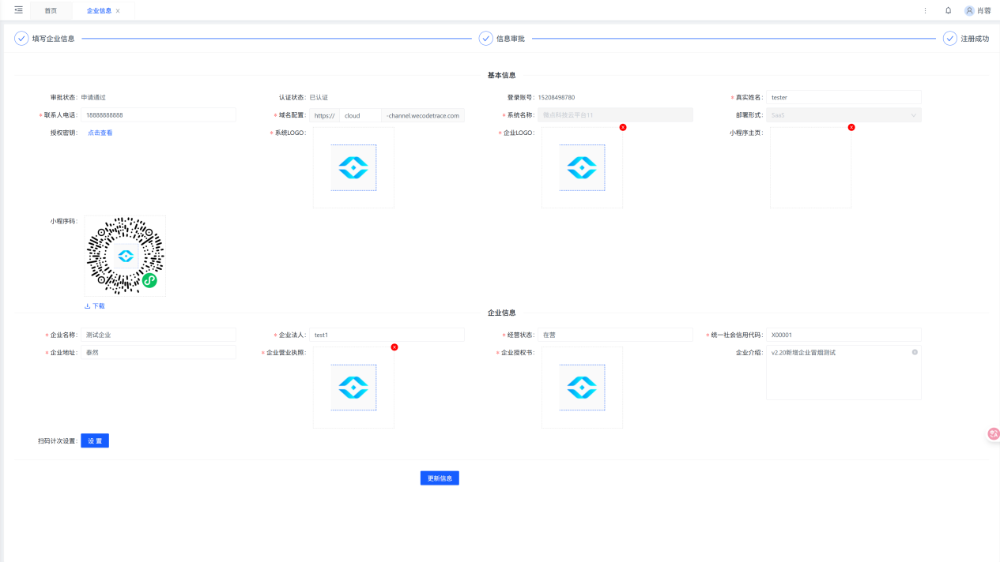 首页 企业信息 ×
肖蓉
填写企业信息 信息审批 注册成功
基本信息
审批状态: 申请通过 认证状态: 已认证 登录账号: 15208498780 * 真实姓名: tester
* 联系人电话: 18888888888 * 域名配置: https:// cloud -channel.wecodetrace.com * 系统名称: 微点科技云平台11 部署形式: SaaS
授权密钥: 点击查看 * 系统LOGO: * 企业LOGO: 小程序主页:
小程序码:
下载
企业信息
* 企业名称: 测试企业 * 企业法人: test1 * 经营状态: 在营 * 统一社会信用代码: X00001
* 企业地址: 泰然 * 企业营业执照: * 企业授权书: 企业介绍: v2.20新增企业冒烟测试
扫码计次设置: 设 置
更新信息